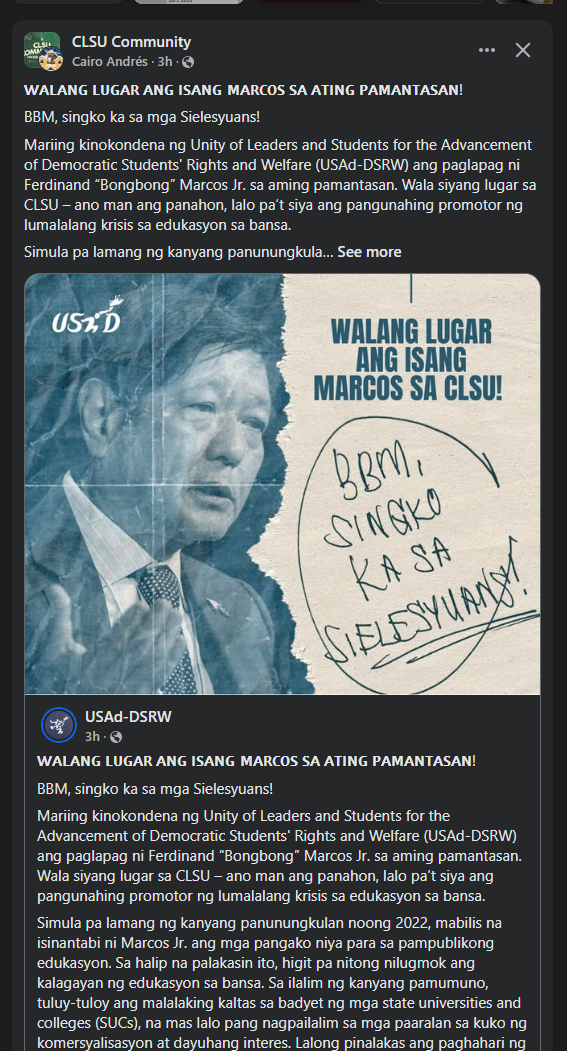 CLSU Community
Cairo Andrés · 3h ·
WALANG LUGAR ANG ISANG MARCOS SA ATING PAMANTASAN!
BBM, singko ka sa mga Sielesyuans!
Mariing kinokondena ng Unity of Leaders and Students for the Advancement
of Democratic Students' Rights and Welfare (USAd-DSRW) ang paglapag ni
Ferdinand “Bongbong” Marcos Jr. sa aming pamantasan. Wala siyang lugar sa
CLSU – ano man ang panahon, lalo pa’t siya ang pangunahing promotor ng
lumalalang krisis sa edukasyon sa bansa.
Simula pa lamang ng kanyang panunungkula... See more
USAD
WALANG LUGAR
ANG ISANG
MARCOS SA CLSU!
BBM,
SINGKO
KA SA
SIELESYUANS!
USAd-DSRW
3h ·
WALANG LUGAR ANG ISANG MARCOS SA ATING PAMANTASAN!
BBM, singko ka sa mga Sielesyuans!
Mariing kinokondena ng Unity of Leaders and Students for the
Advancement of Democratic Students' Rights and Welfare (USAd-DSRW)
ang paglapag ni Ferdinand “Bongbong” Marcos Jr. sa aming pamantasan.
Wala siyang lugar sa CLSU – ano man ang panahon, lalo pa’t siya ang
pangunahing promotor ng lumalalang krisis sa edukasyon sa bansa.
Simula pa lamang ng kanyang panunungkulan noong 2022, mabilis na
isinantabi ni Marcos Jr. ang mga pangako niya para sa pampublikong
edukasyon. Sa halip na palakasin ito, higit pa nitong nilugmok ang
kalagayan ng edukasyon sa bansa. Sa ilalim ng kanyang pamumuno,
tuluy-tuloy ang malalaking kaltas sa badyet ng mga state universities and
colleges (SUCs), na mas lalo pang nagpailalim sa mga paaralan sa kuko ng
komersyalisasyon at dayuhang interes. Lalong pinalakas ang paghahari ng